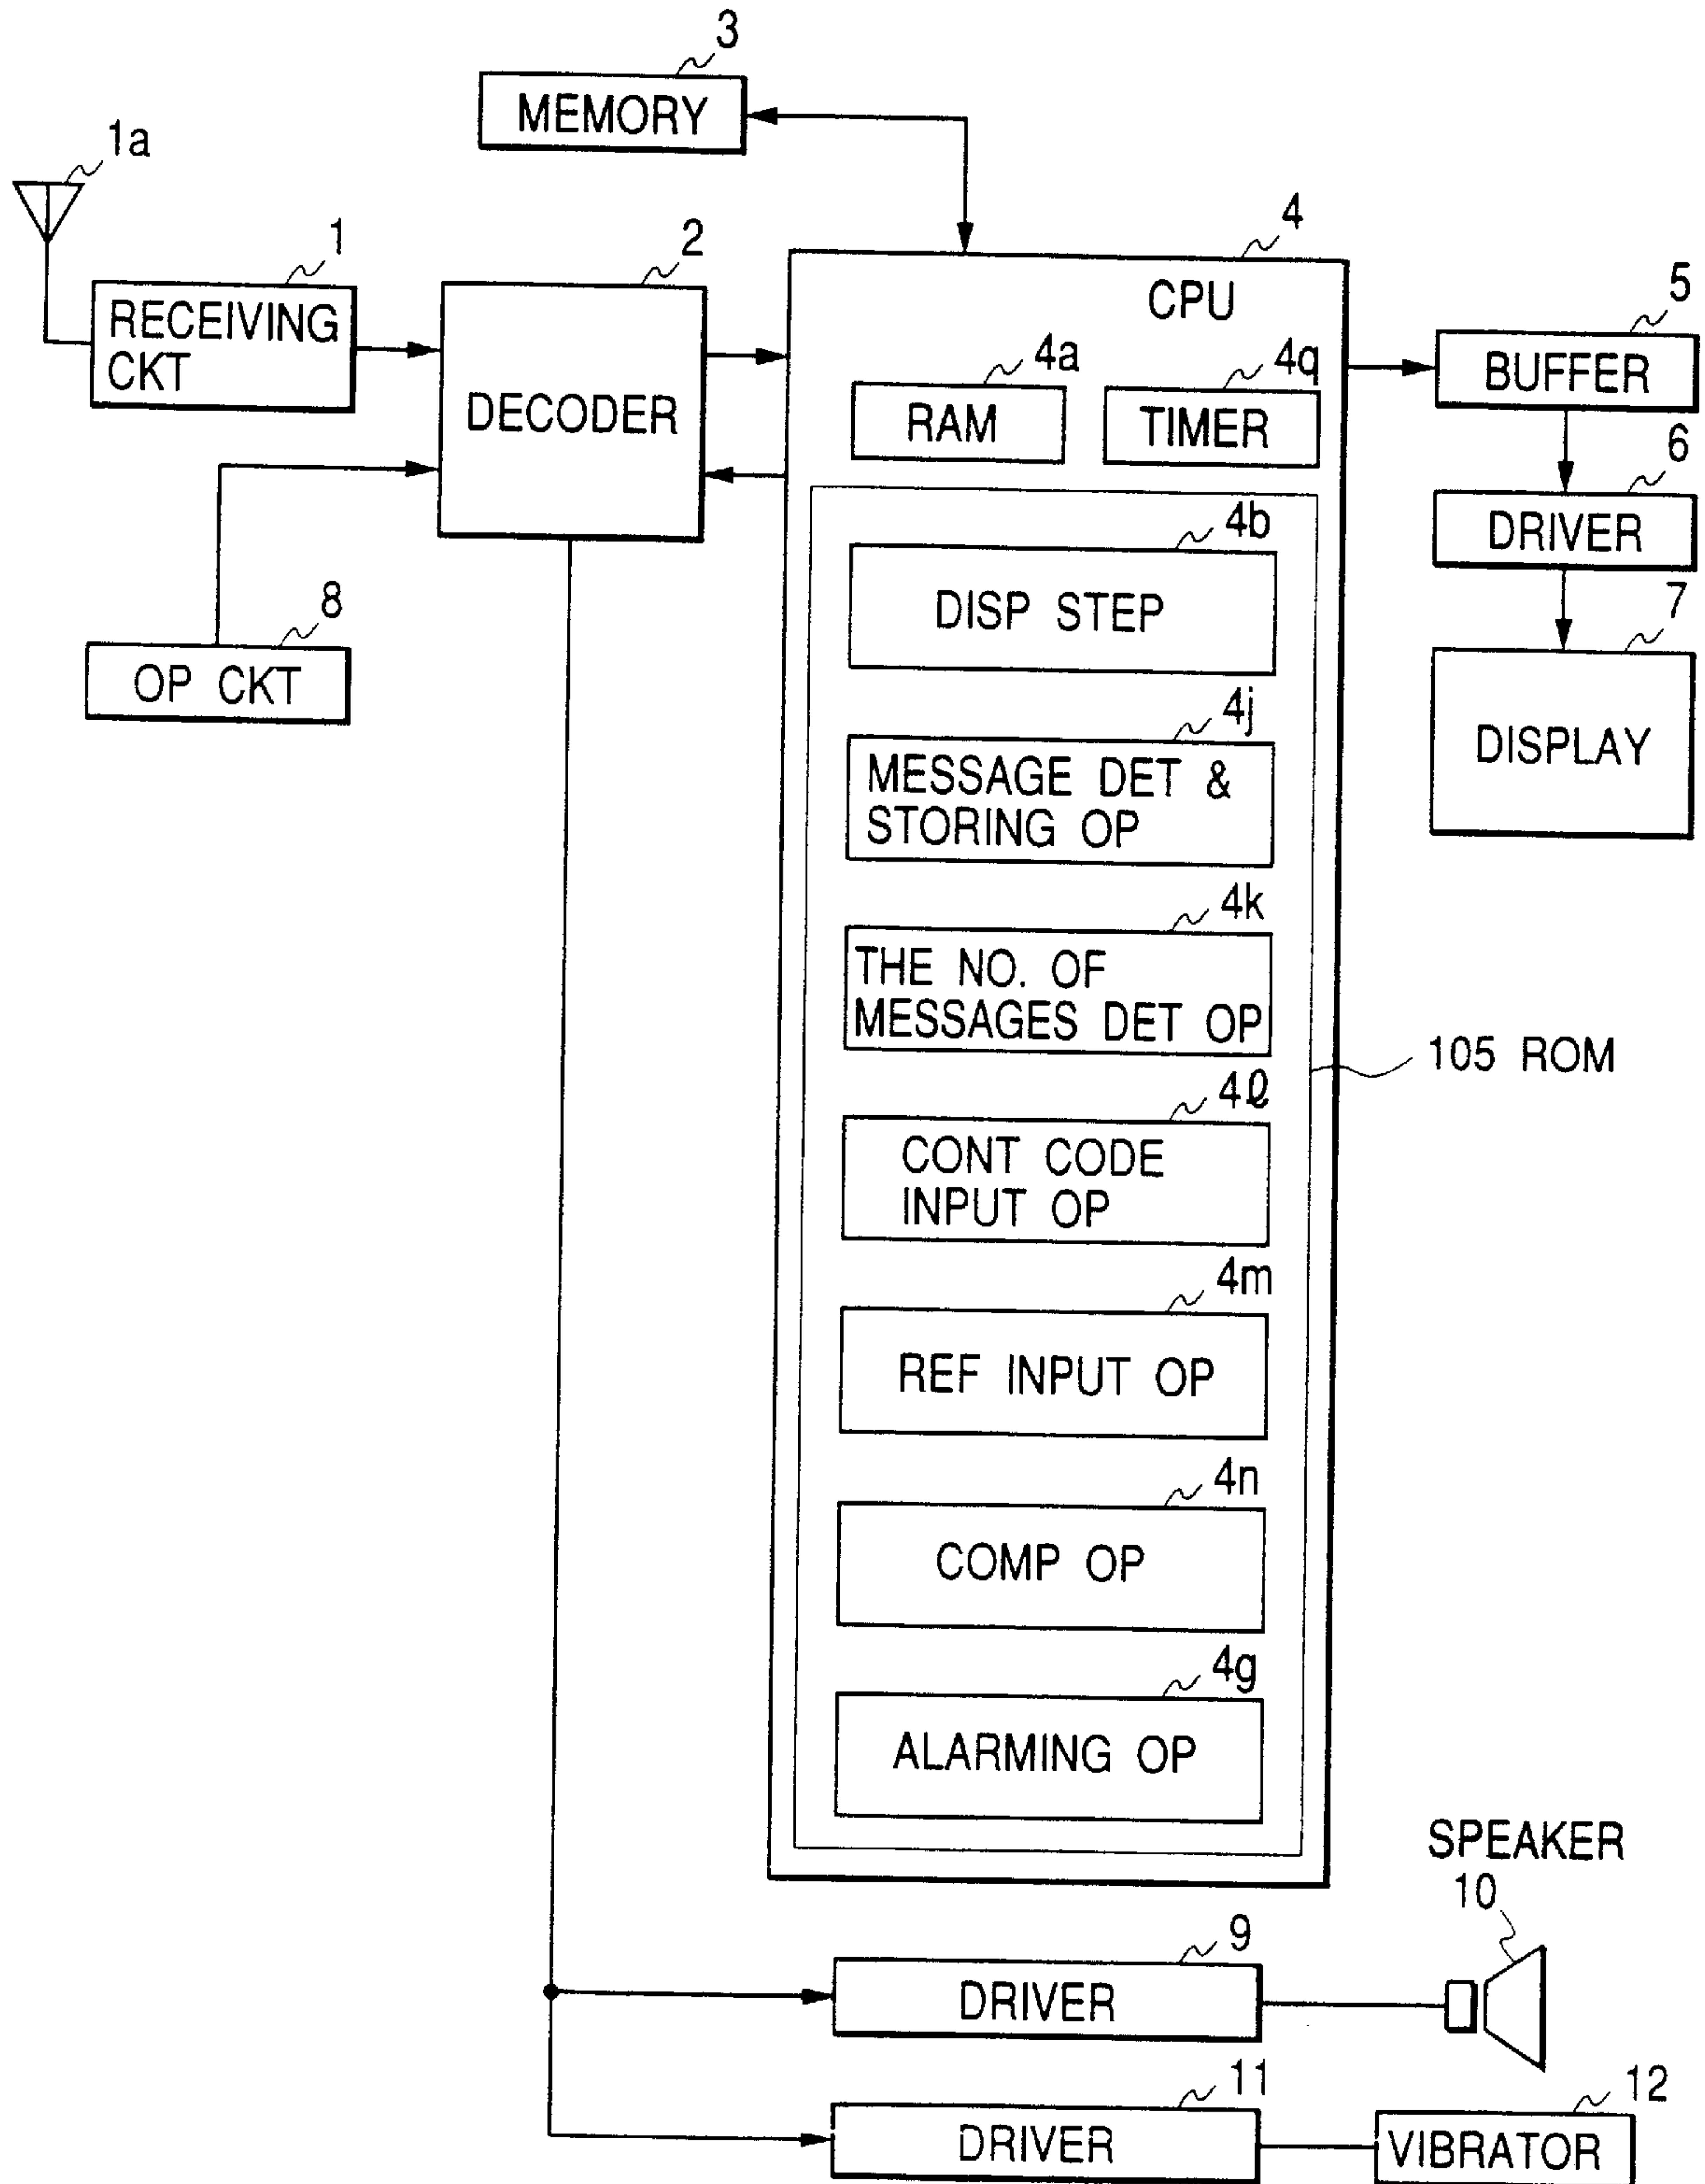 3
MEMORY
1a
1
RECEIVING
CKT
2
DECODER
4
CPU
4a
RAM
4q
TIMER
5
BUFFER
6
DRIVER
7
DISPLAY
8
OP CKT
4b
DISP STEP
4j
MESSAGE DET &
STORING OP
4k
THE NO. OF
MESSAGES DET OP
105 ROM
4ℓ
CONT CODE
INPUT OP
4m
REF INPUT OP
4n
COMP OP
4g
ALARMING OP
SPEAKER
10
9
DRIVER
11
DRIVER
12
VIBRATOR